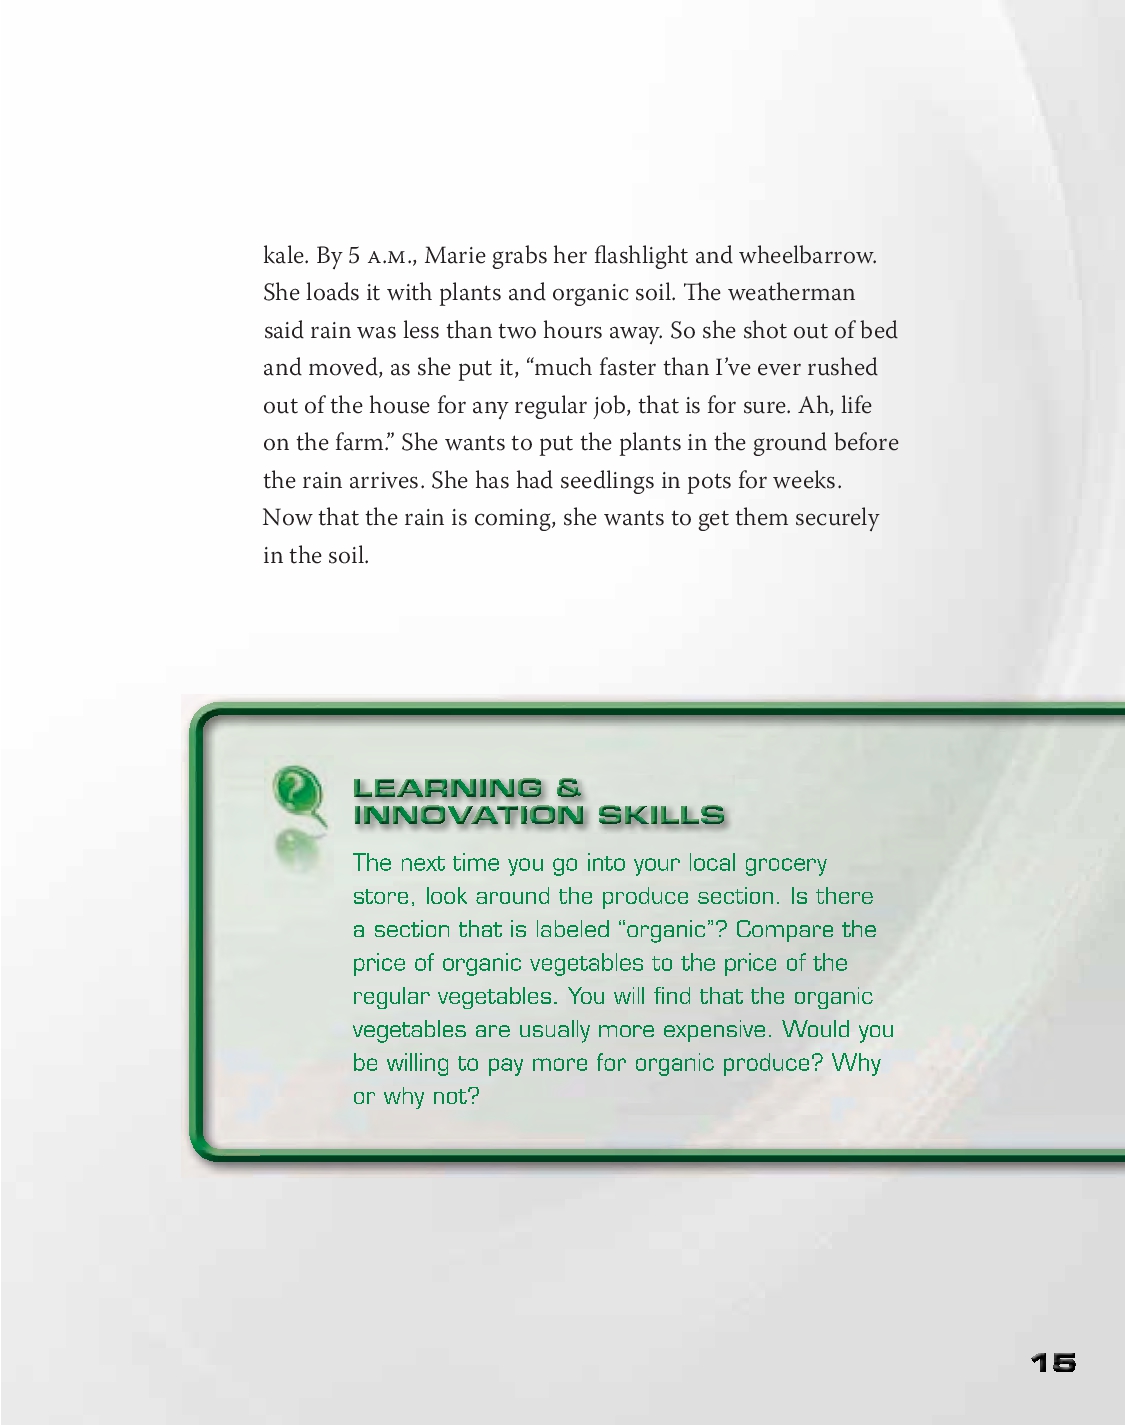 kale. By 5 A.M., Marie grabs her flashlight and wheelbarrow.
She loads it with plants and organic soil. The weatherman
said rain was less than two hours away. So she shot out of bed
and moved, as she put it, “much faster than I’ve ever rushed
out of the house for any regular job, that is for sure. Ah, life
on the farm.” She wants to put the plants in the ground before
the rain arrives. She has had seedlings in pots for weeks.
Now that the rain is coming, she wants to get them securely
in the soil.
?
LEARNING &
INNOVATION SKILLS
The next time you go into your local grocery
store, look around the produce section. Is there
a section that is labeled “organic”? Compare the
price of organic vegetables to the price of the
regular vegetables. You will find that the organic
vegetables are usually more expensive. Would you
be willing to pay more for organic produce? Why
or why not?
15